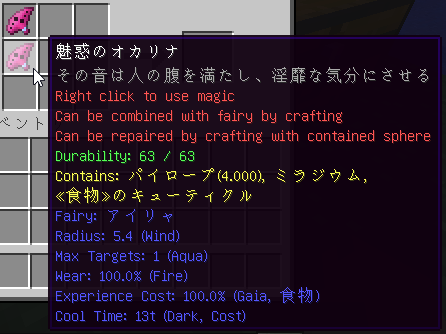 魅惑のオカリナ
その音は人の腹を満たし、淫靡な気分にさせる
Right click to use magic
Can be combined with fairy by crafting
Can be repaired by crafting with contained sphere
Durability: 63 / 63
Contains: パイロープ(4.000), ミラジウム,
≪食物≫のキューティクル
Fairy: アイリャ
Radius: 5.4 (Wind)
Max Targets: 1 (Aqua)
Wear: 100.0% (Fire)
Experience Cost: 100.0% (Gaia, 食物)
Cool Time: 13t (Dark, Cost)
ベント